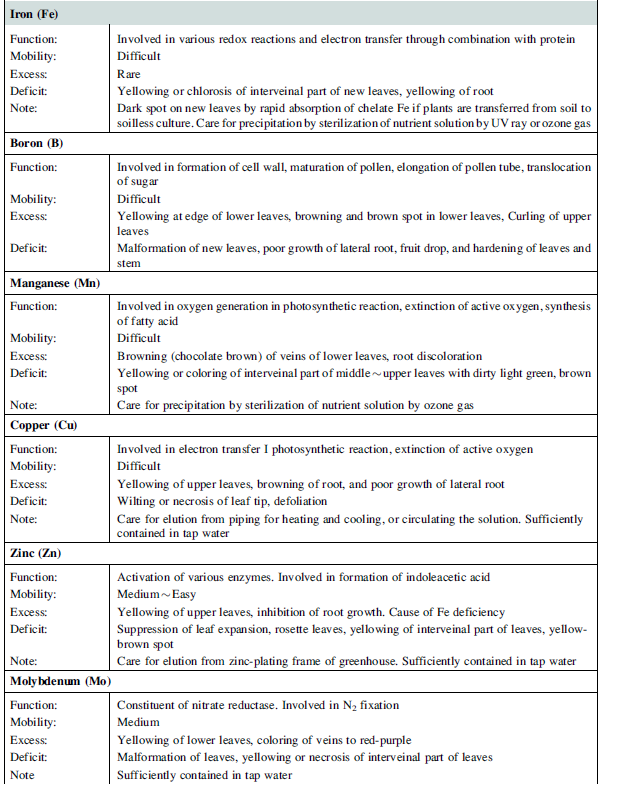 Iron (Fe)
Function: Involved in various redox reactions and electron transfer through combination with protein
Mobility: Difficult
Excess: Rare
Deficit: Yellowing or chlorosis of interveinal part of new leaves, yellowing of root
Note: Dark spot on new leaves by rapid absorption of chelate Fe if plants are transferred from soil to
soilless culture. Care for precipitation by sterilization of nutrient solution by UV ray or ozone gas
Boron (B)
Function: Involved in formation of cell wall, maturation of pollen, elongation of pollen tube, translocation
of sugar
Mobility: Difficult
Excess: Yellowing at edge of lower leaves, browning and brown spot in lower leaves, Curling of upper
leaves
Deficit: Malformation of new leaves, poor growth of lateral root, fruit drop, and hardening of leaves and
stem
Manganese (Mn)
Function: Involved in oxygen generation in photosynthetic reaction, extinction of active oxygen, synthesis
of fatty acid
Mobility: Difficult
Excess: Browning (chocolate brown) of veins of lower leaves, root discoloration
Deficit: Yellowing or coloring of interveinal part of middle~upper leaves with dirty light green, brown
spot
Note: Care for precipitation by sterilization of nutrient solution by ozone gas
Copper (Cu)
Function: Involved in electron transfer I photosynthetic reaction, extinction of active oxygen
Mobility: Difficult
Excess: Yellowing of upper leaves, browning of root, and poor growth of lateral root
Deficit: Wilting or necrosis of leaf tip, defoliation
Note: Care for elution from piping for heating and cooling, or circulating the solution. Sufficiently
contained in tap water
Zinc (Zn)
Function: Activation of various enzymes. Involved in formation of indoleacetic acid
Mobility: Medium~Easy
Excess: Yellowing of upper leaves, inhibition of root growth. Cause of Fe deficiency
Deficit: Suppression of leaf expansion, rosette leaves, yellowing of interveinal part of leaves, yellow-
brown spot
Note: Care for elution from zinc-plating frame of greenhouse. Sufficiently contained in tap water
Molybdenum (Mo)
Function: Constituent of nitrate reductase. Involved in N₂ fixation
Mobility: Medium
Excess: Yellowing of lower leaves, coloring of veins to red-purple
Deficit: Malformation of leaves, yellowing or necrosis of interveinal part of leaves
Note Sufficiently contained in tap water